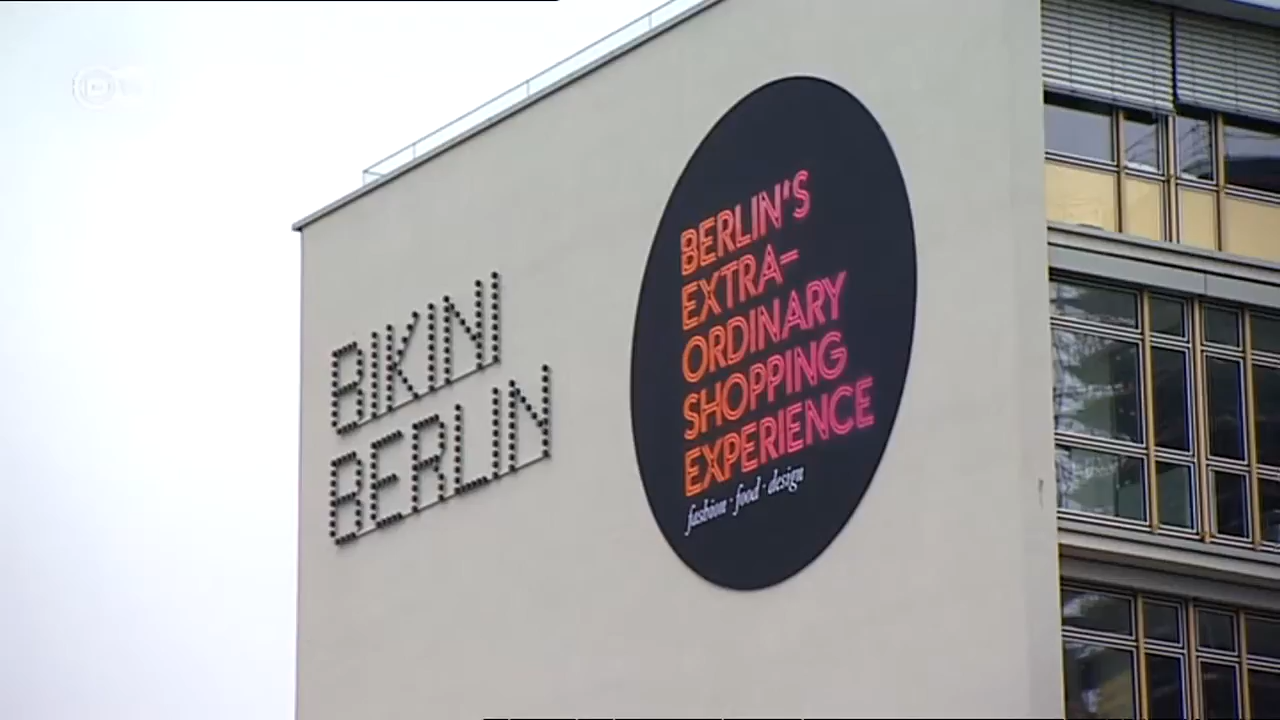 BIKINI
BERLIN
BERLIN'S
EXTRA-
ORDINARY
SHOPPING
EXPERIENCE
fashion · food · design